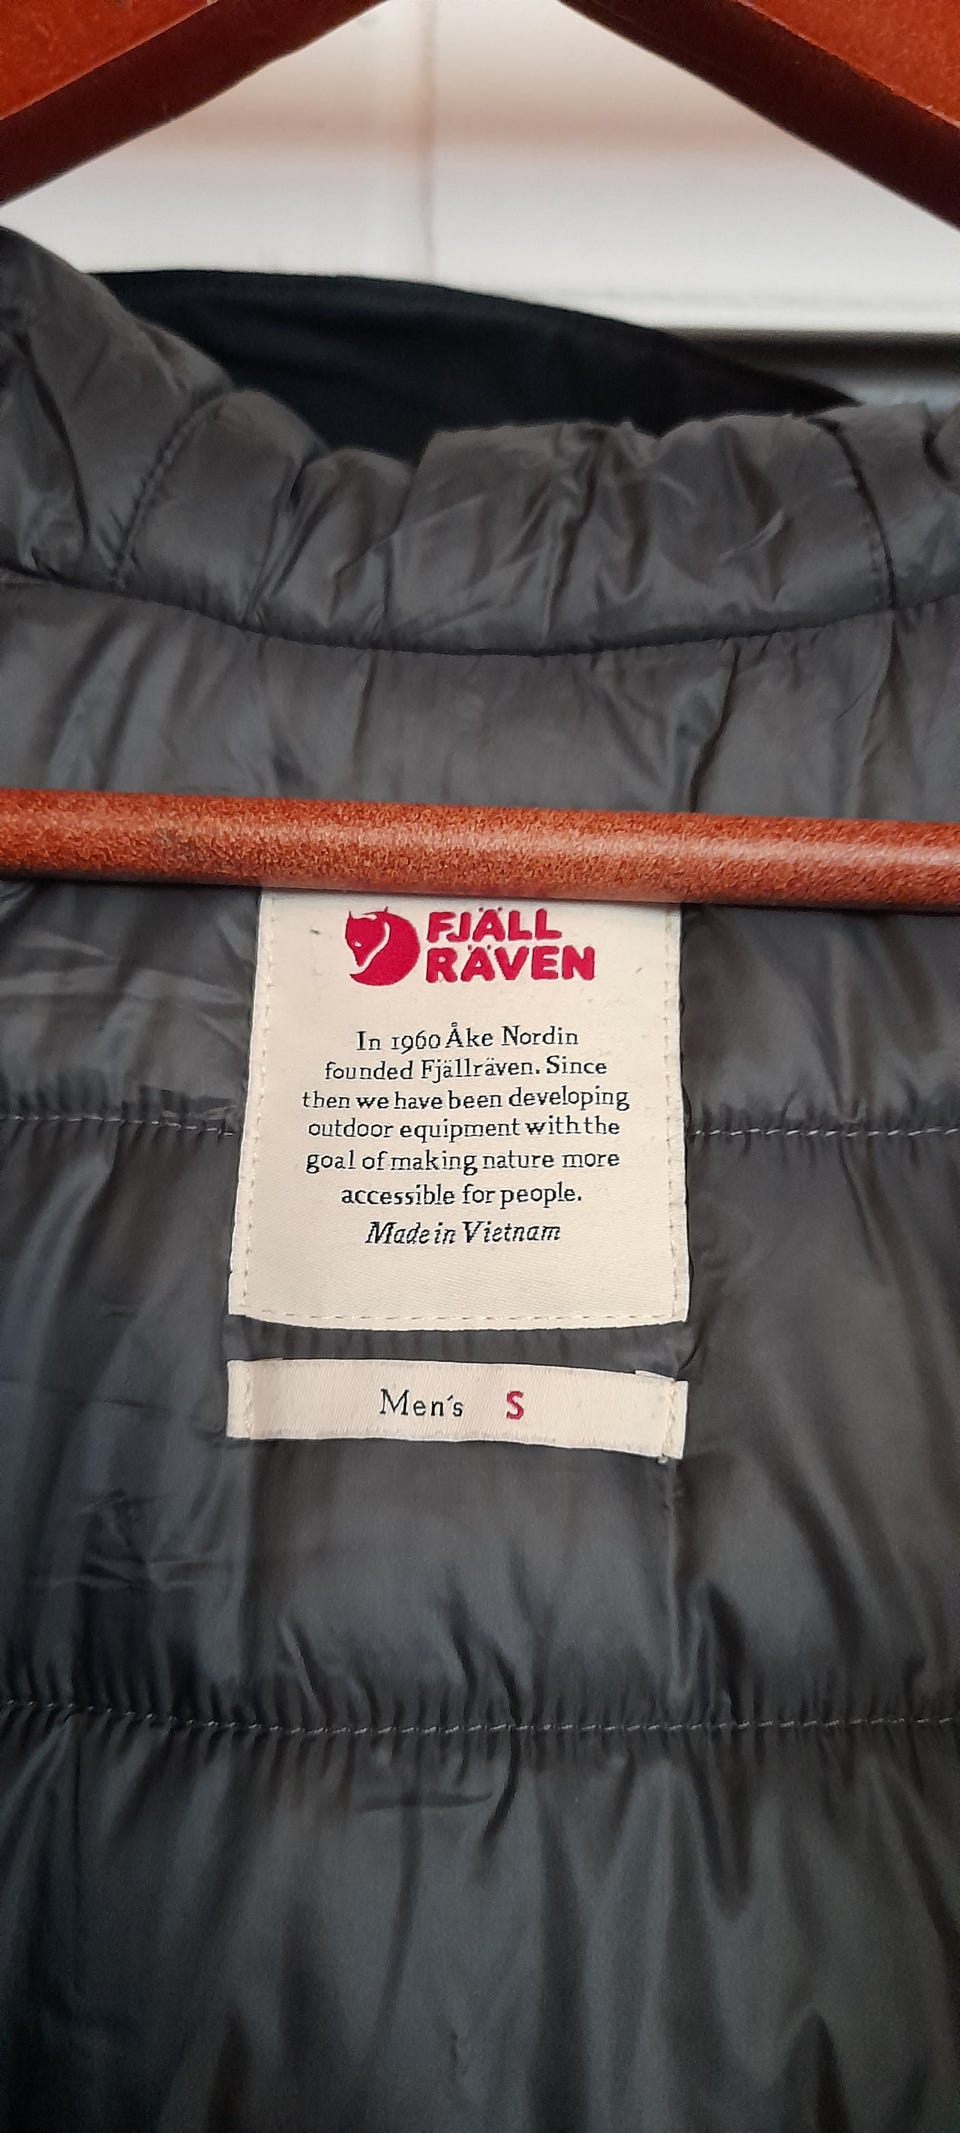 FJÄLL
RÄVEN
In 1960 Åke Nordin
founded Fjällräven. Since
then we have been developing
outdoor equipment with the
goal of making nature more
accessible for people.
Made in Vietnam
Men's S